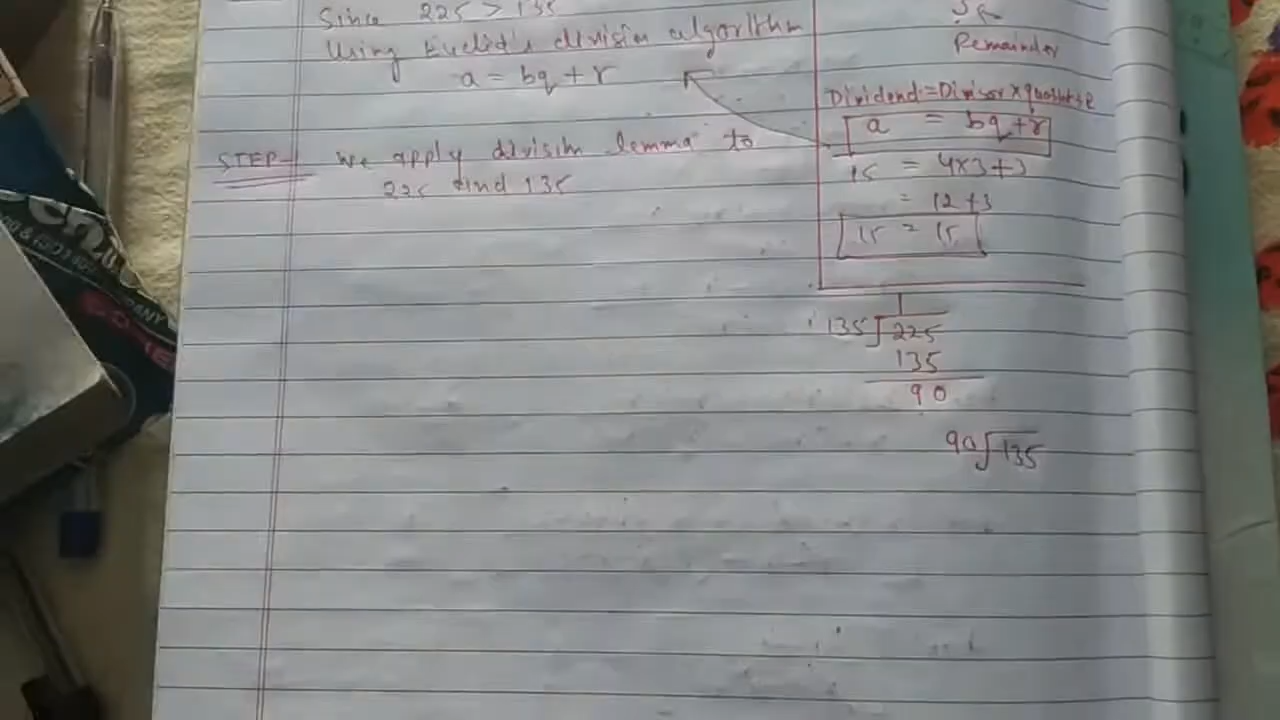 Since 225 > 135
Using Euclid's division algorithm
a = bq + r
STEP- We apply division lemma to
225 and 135
Remainder
Dividend = Divisor x quotient
a = bq + r
15 = 4x3+3
= 12+3
15 = 15
1
135 225
135
90
90 135